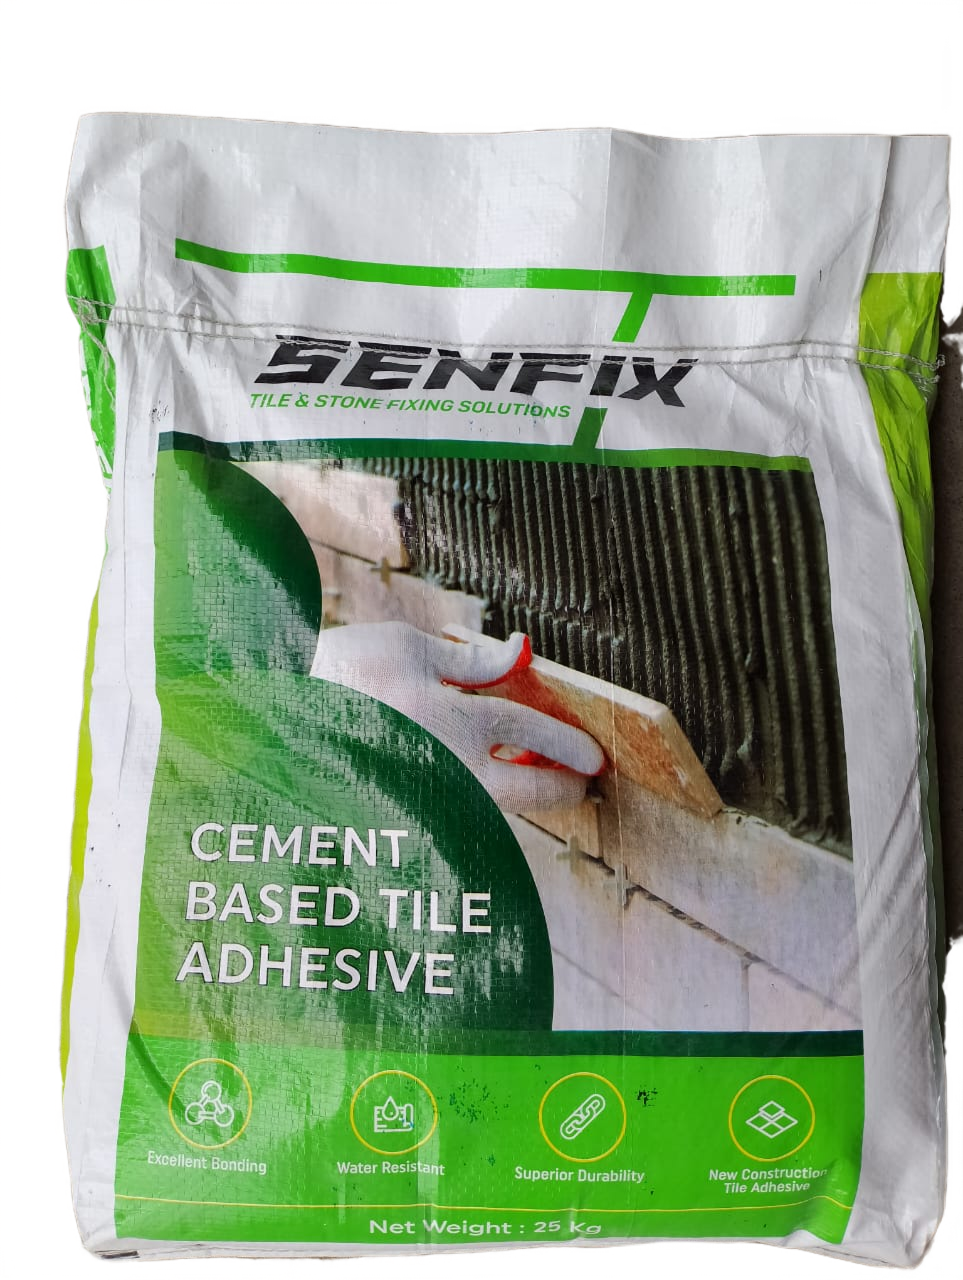 SENFIX
TILE & STONE FIXING SOLUTIONS
CEMENT
BASED TILE
ADHESIVE
Excellent Bonding
Water Resistant
Superior Durability
New Construction
Tile Adhesive
Net Weight : 25 Kg